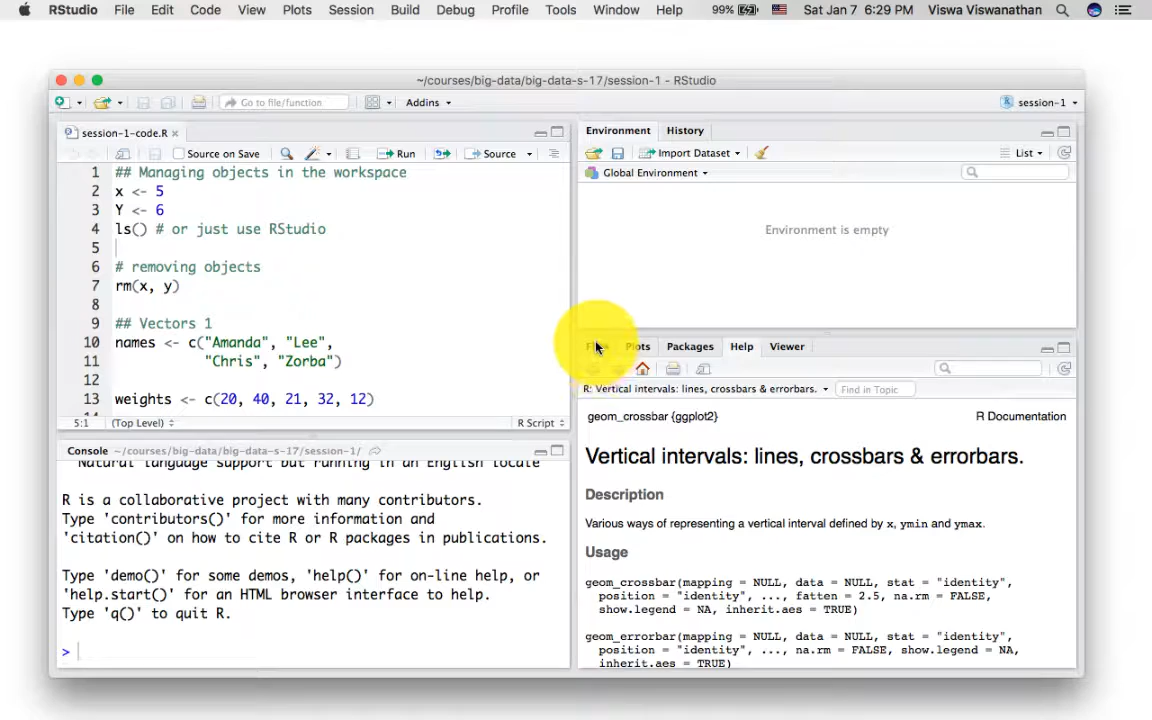 RStudio File Edit Code View Plots Session Build Debug Profile Tools Window Help 99% Sat Jan 7 6:29 PM Viswa Viswanathan
~/courses/big-data/big-data-s-17/session-1 - RStudio
Go to file/function Addins session-1
session-1-code.R
Source on Save Run Source
1 ## Managing objects in the workspace
2 x <- 5
3 Y <- 6
4 ls() # or just use RStudio
5
6 # removing objects
7 rm(x, y)
8
9 ## Vectors 1
10 names <- c("Amanda", "Lee",
11 "Chris", "Zorba")
12
13 weights <- c(20, 40, 21, 32, 12)
5:1 (Top Level) R Script
Console ~/courses/big-data/big-data-s-17/session-1/
Natural language support but running in an English locale
R is a collaborative project with many contributors.
Type 'contributors()' for more information and
'citation()' on how to cite R or R packages in publications.
Type 'demo()' for some demos, 'help()' for on-line help, or
'help.start()' for an HTML browser interface to help.
Type 'q()' to quit R.
>
Environment History
Import Dataset List
Global Environment
Environment is empty
Plots Packages Help Viewer
R: Vertical intervals: lines, crossbars & errorbars. Find in Topic
geom_crossbar {ggplot2} R Documentation
Vertical intervals: lines, crossbars & errorbars.
Description
Various ways of representing a vertical interval defined by x, ymin and ymax.
Usage
geom_crossbar(mapping = NULL, data = NULL, stat = "identity",
position = "identity", ..., fatten = 2.5, na.rm = FALSE,
show.legend = NA, inherit.aes = TRUE)
geom_errorbar(mapping = NULL, data = NULL, stat = "identity",
position = "identity", ..., na.rm = FALSE, show.legend = NA,
inherit.aes = TRUE)